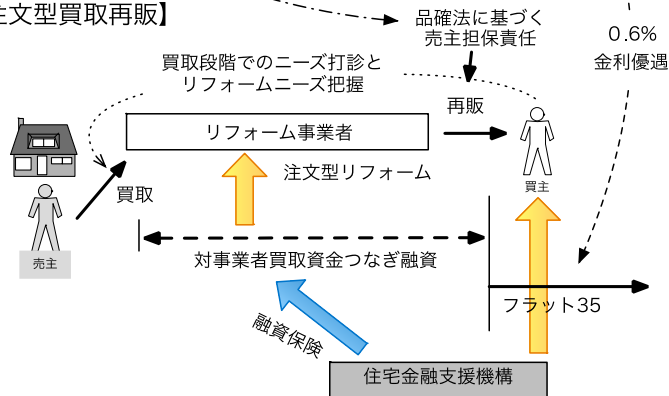 注文型買取再販】
品確法に基づく
売主担保責任
0.6%
金利優遇
買取段階でのニーズ打診と
リフォームニーズ把握
再販
リフォーム事業者
注文型リフォーム
買取
買主
売主
対事業者買取資金つなぎ融資
フラット35
融資保険
住宅金融支援機構